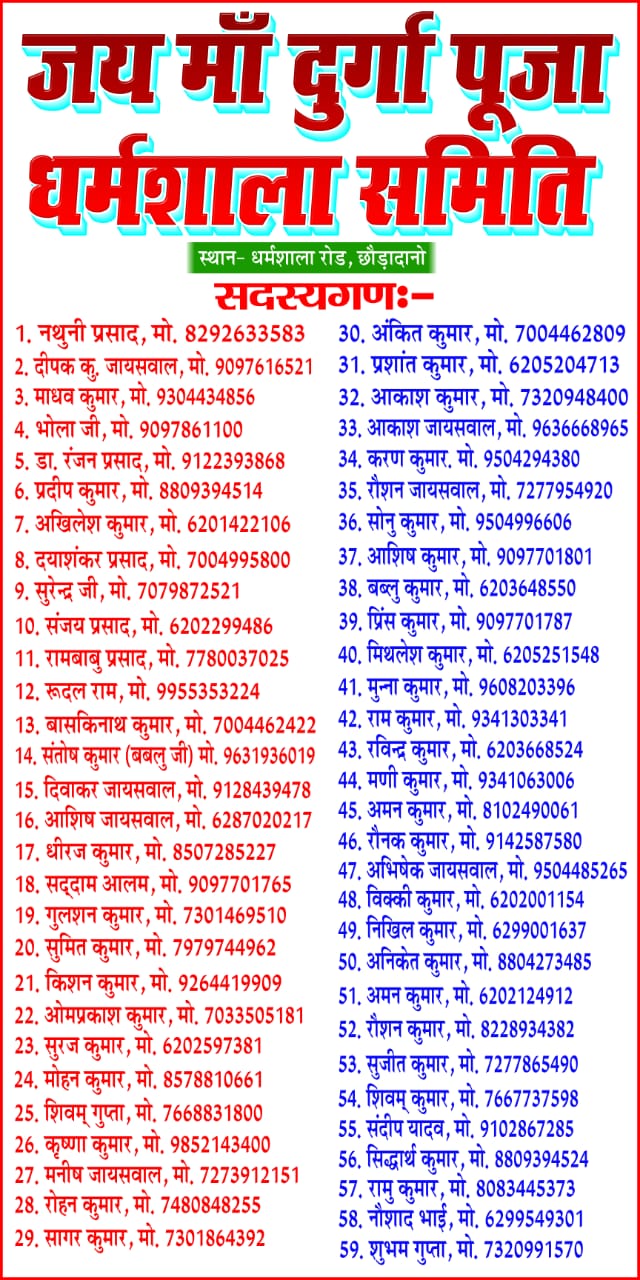 जय माँ दुर्गा पूजा
धर्मशाला समिति
स्थान- धर्मशाला रोड, छौड़ादानो
सदस्यगणः-
1. नथुनी प्रसाद, मो. 8292633583
2. दीपक कु. जायसवाल, मो. 9097616521
3. माधव कुमार, मो. 9304434856
4. भोला जी, मो. 9097861100
5. डा. रंजन प्रसाद, मो. 9122393868
6. प्रदीप कुमार, मो. 8809394514
7. अखिलेश कुमार, मो. 6201422106
8. दयाशंकर प्रसाद, मो. 7004995800
9. सुरेन्द्र जी, मो. 7079872521
10. संजय प्रसाद, मो. 6202299486
11. रामबाबु प्रसाद, मो. 7780037025
12. रूदल राम, मो. 9955353224
13. बासकिनाथ कुमार, मो. 7004462422
14. संतोष कुमार (बबलु जी) मो. 9631936019
15. दिवाकर जायसवाल, मो. 9128439478
16. आशिष जायसवाल, मो. 6287020217
17. धीरज कुमार, मो. 8507285227
18. सद्दाम आलम, मो. 9097701765
19. गुलशन कुमार, मो. 7301469510
20. सुमित कुमार, मो. 7979744962
21. किशन कुमार, मो. 9264419909
22. ओमप्रकाश कुमार, मो. 7033505181
23. सुरज कुमार, मो. 6202597381
24. मोहन कुमार, मो. 8578810661
25. शिवम् गुप्ता, मो. 7668831800
26. कृष्णा कुमार, मो. 9852143400
27. मनीष जायसवाल, मो. 7273912151
28. रोहन कुमार, मो. 7480848255
29. सागर कुमार, मो. 7301864392
30. अंकित कुमार, मो. 7004462809
31. प्रशांत कुमार, मो. 6205204713
32. आकाश कुमार, मो. 7320948400
33. आकाश जायसवाल, मो. 9636668965
34. करण कुमार. मो. 9504294380
35. रौशन जायसवाल, मो. 7277954920
36. सोनु कुमार, मो. 9504996606
37. आशिष कुमार, मो. 9097701801
38. बब्लु कुमार, मो. 6203648550
39. प्रिंस कुमार, मो. 9097701787
40. मिथलेश कुमार, मो. 6205251548
41. मुन्ना कुमार, मो. 9608203396
42. राम कुमार, मो. 9341303341
43. रविन्द्र कुमार, मो. 6203668524
44. मणी कुमार, मो. 9341063006
45. अमन कुमार, मो. 8102490061
46. रौनक कुमार, मो. 9142587580
47. अभिषेक जायसवाल, मो. 9504485265
48. विक्की कुमार, मो. 6202001154
49. निखिल कुमार, मो. 6299001637
50. अनिकेत कुमार, मो. 8804273485
51. अमन कुमार, मो. 6202124912
52. रौशन कुमार, मो. 8228934382
53. सुजीत कुमार, मो. 7277865490
54. शिवम् कुमार, मो. 7667737598
55. संदीप यादव, मो. 9102867285
56. सिद्धार्थ कुमार, मो. 8809394524
57. रामु कुमार, मो. 8083445373
58. नौशाद भाई, मो. 6299549301
59. शुभम गुप्ता, मो. 7320991570